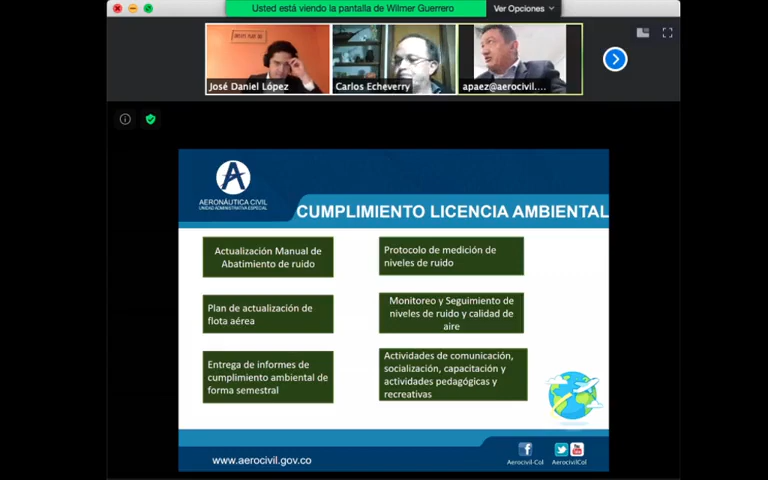 Usted está viendo la pantalla de Wilmer Guerrero
Ver Opciones
José Daniel López
Carlos Echeverry
apaez@aerocivil....
AERONÁUTICA CIVIL
UNIDAD ADMINISTRATIVA ESPECIAL
CUMPLIMIENTO LICENCIA AMBIENTAL
Actualización Manual de
Abatimiento de ruido
Protocolo de medición de
niveles de ruido
Plan de actualización de
flota aérea
Monitoreo y Seguimiento de
niveles de ruido y calidad de
aire
Entrega de informes de
cumplimiento ambiental de
forma semestral
Actividades de comunicación,
socialización, capacitación y
actividades pedagógicas y
recreativas
www.aerocivil.gov.co
Aerocivil-Col
AerocivilCol